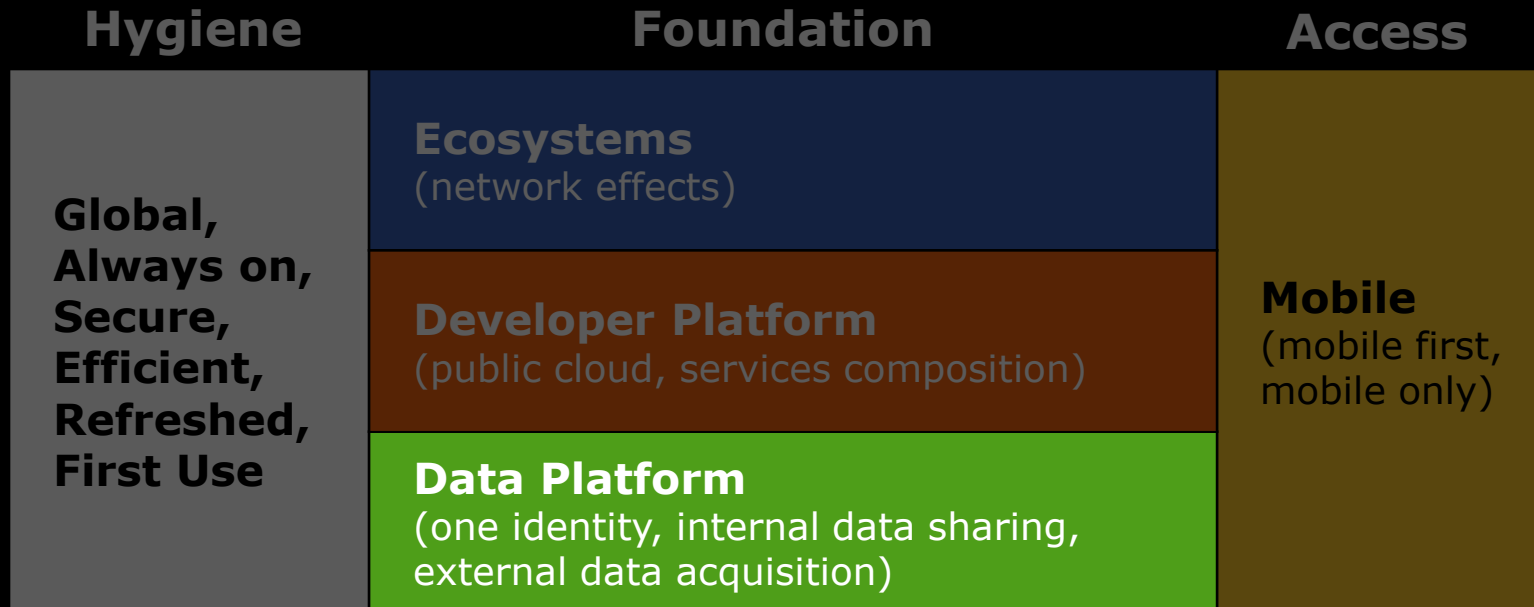 Hygiene
Foundation
Access
Global,
Always on,
Secure,
Efficient,
Refreshed,
First Use
Ecosystems
(network effects)
Developer Platform
(public cloud, services composition)
Data Platform
(one identity, internal data sharing,
external data acquisition)
Mobile
(mobile first,
mobile only)